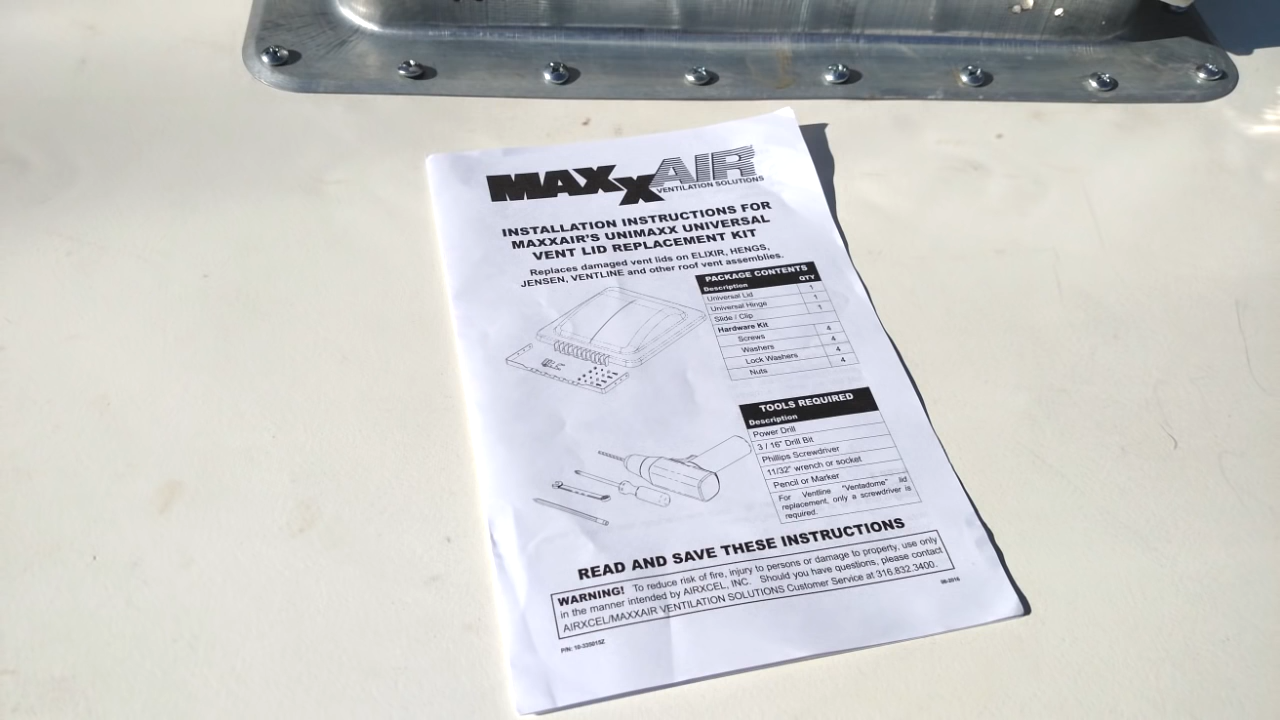 MAXXAIR
VENTILATION SOLUTIONS
INSTALLATION INSTRUCTIONS FOR
MAXXAIR'S UNIMAXX UNIVERSAL
VENT LID REPLACEMENT KIT
Replaces damaged vent lids on ELIXIR, HENGS,
JENSEN, VENTLINE and other roof vent assemblies.
PACKAGE CONTENTS
Description QTY
Universal Lid 1
Universal Hinge 1
Slide / Clip 1
Hardware Kit
Screws 4
Washers 4
Lock Washers 4
Nuts 4
TOOLS REQUIRED
Description
Power Drill
3 / 16" Drill Bit
Phillips Screwdriver
11/32" wrench or socket
Pencil or Marker
For Ventline "Ventadome" lid
replacement, only a screwdriver is
required.
READ AND SAVE THESE INSTRUCTIONS
WARNING! To reduce risk of fire, injury to persons or damage to property, use only
in the manner intended by AIRXCEL, INC. Should you have questions, please contact
AIRXCEL/MAXXAIR VENTILATION SOLUTIONS Customer Service at 316.832.3400.
P/N: